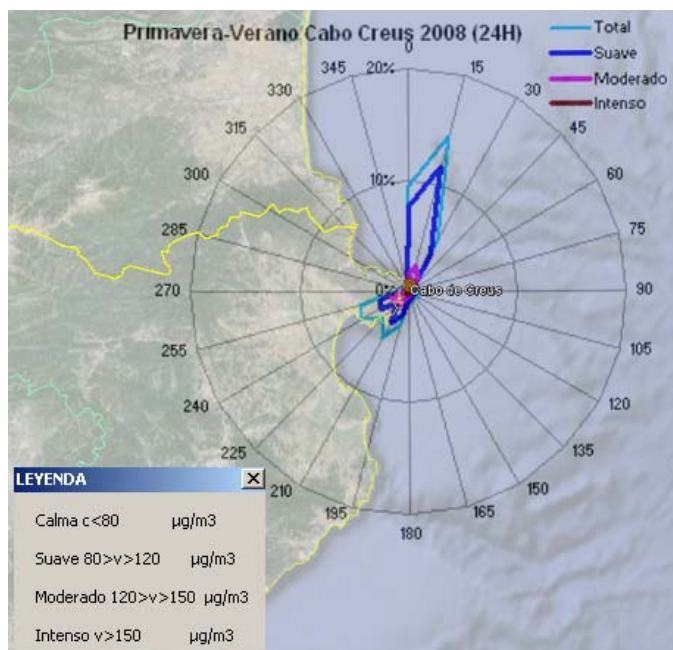 Primavera-Verano Cabo Creus 2008 (24H)
Total
Suave
Moderado
Intenso
0
15
30
45
60
75
90
105
120
135
150
165
180
195
210
225
240
255
270
285
300
315
330
345
20%
10%
0%
Cabo de Creus
LEYENDA
Calma c<80 µg/m3
Suave 80>v>120 µg/m3
Moderado 120>v>150 µg/m3
Intenso v>150 µg/m3